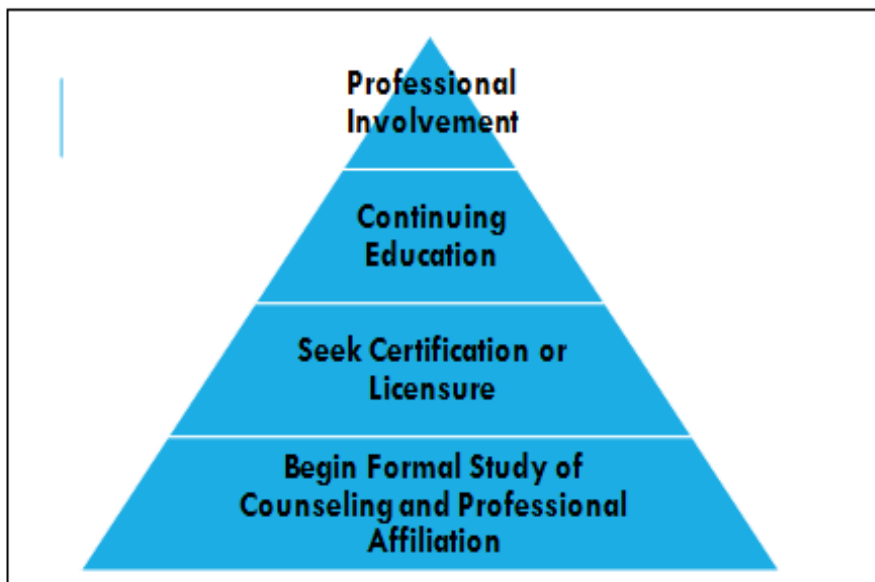 Professional
Involvement
Continuing
Education
Seek Certification or
Licensure
Begin Formal Study of
Counseling and Professional
Affiliation